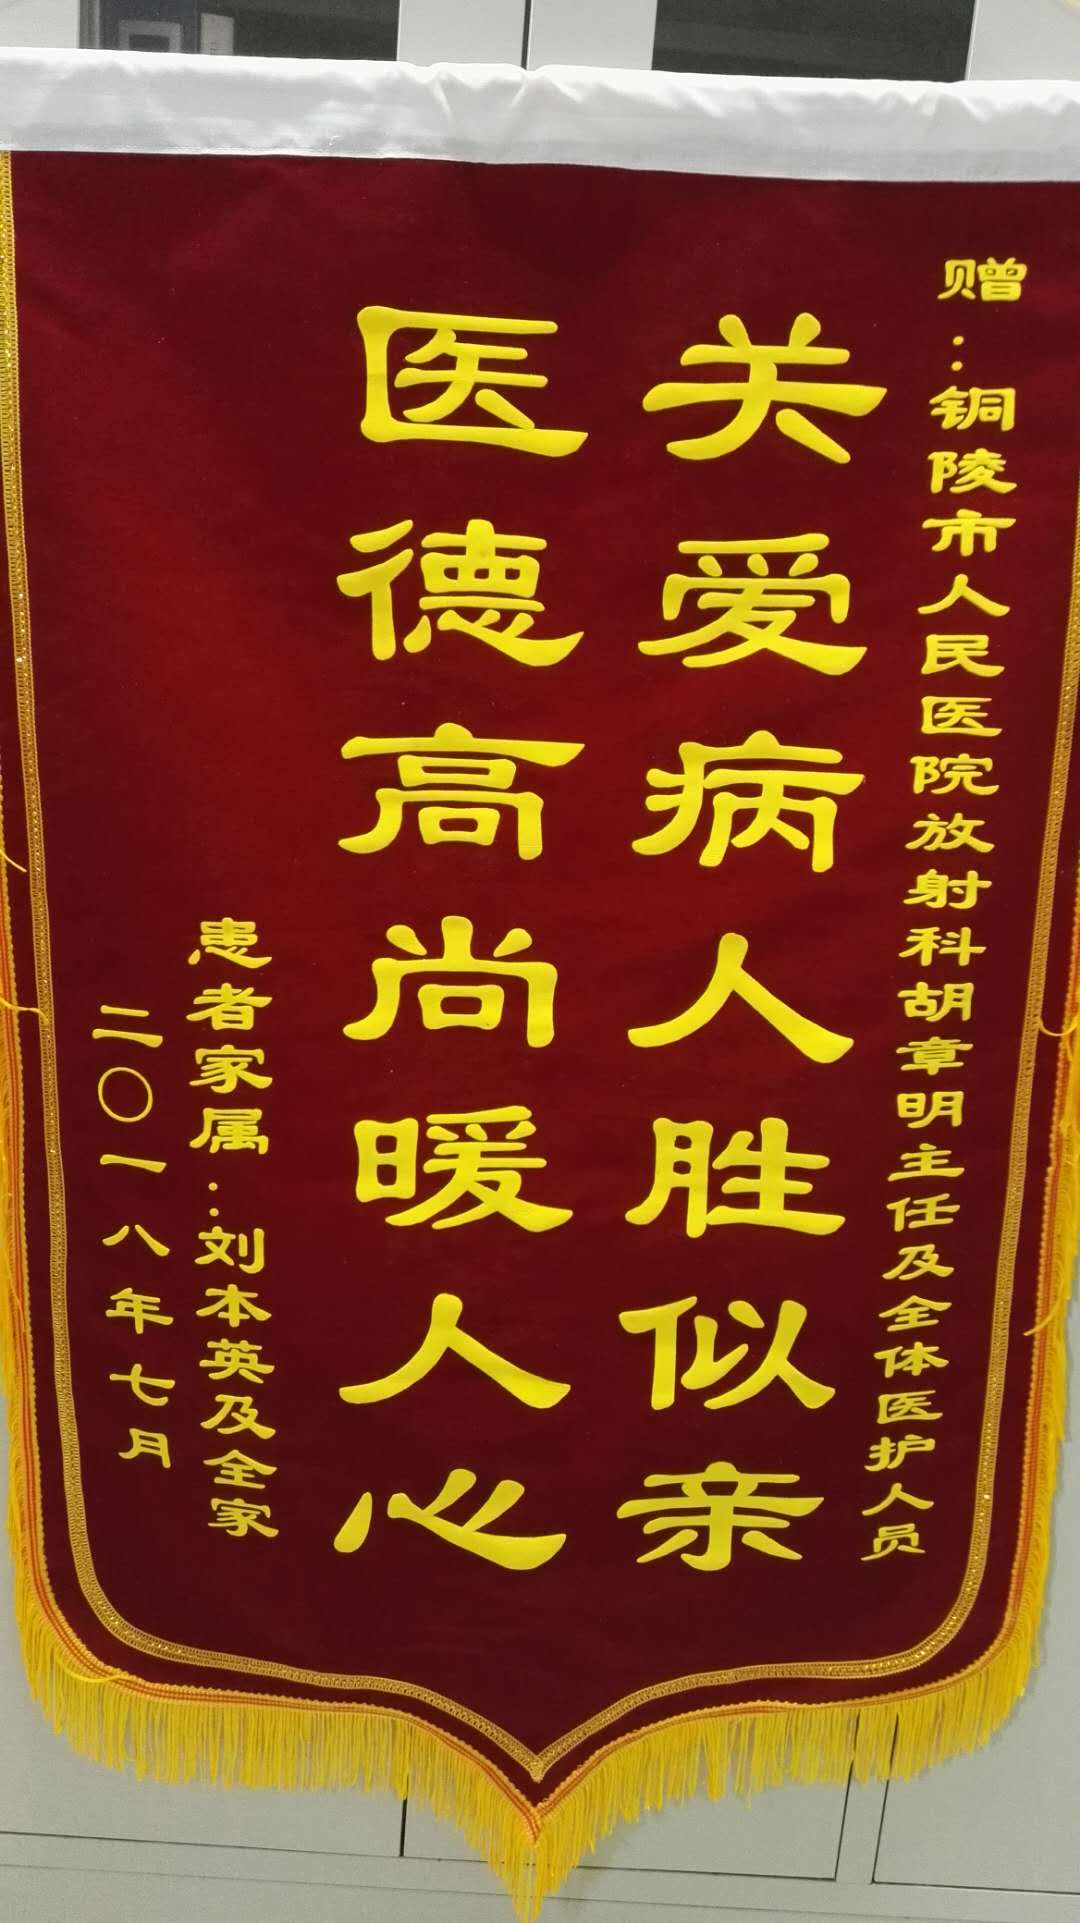 赠：铜陵市人民医院放射科胡章明主任及全体医护人员
关爱病人胜似亲
医德高尚暖人心
患者家属：刘本英及全家
二〇一八年七月